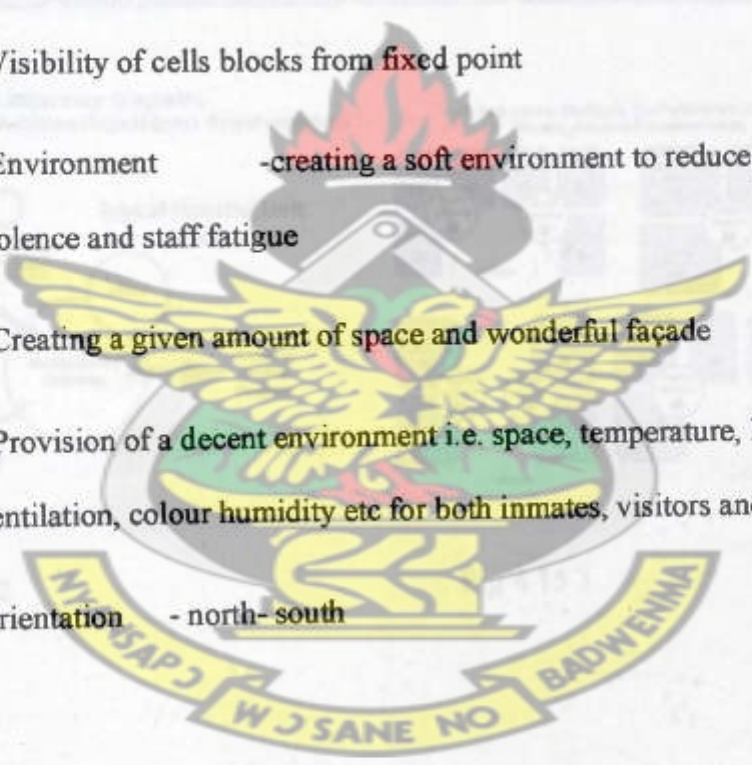 Visibility of cells blocks from fixed point
Environment -creating a soft environment to reduce
olence and staff fatigue
Creating a given amount of space and wonderful façade
Provision of a decent environment i.e. space, temperature,
entilation, colour humidity etc for both inmates, visitors and
rientation - north- south
NYANSAPƆ WƆSANE NO BADWENMA